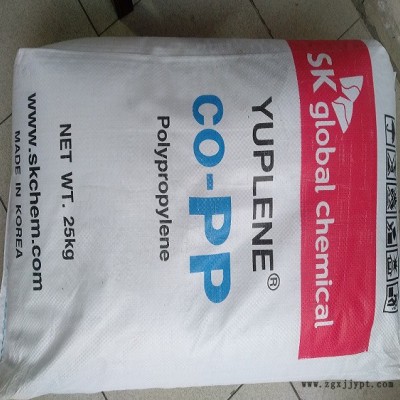 SK global chemical
YUPLENE®
CO-PP
Polypropylene
NET WT. 25kg
www.skchem.com
MADE IN KOREA
www.zgxjjypt.com